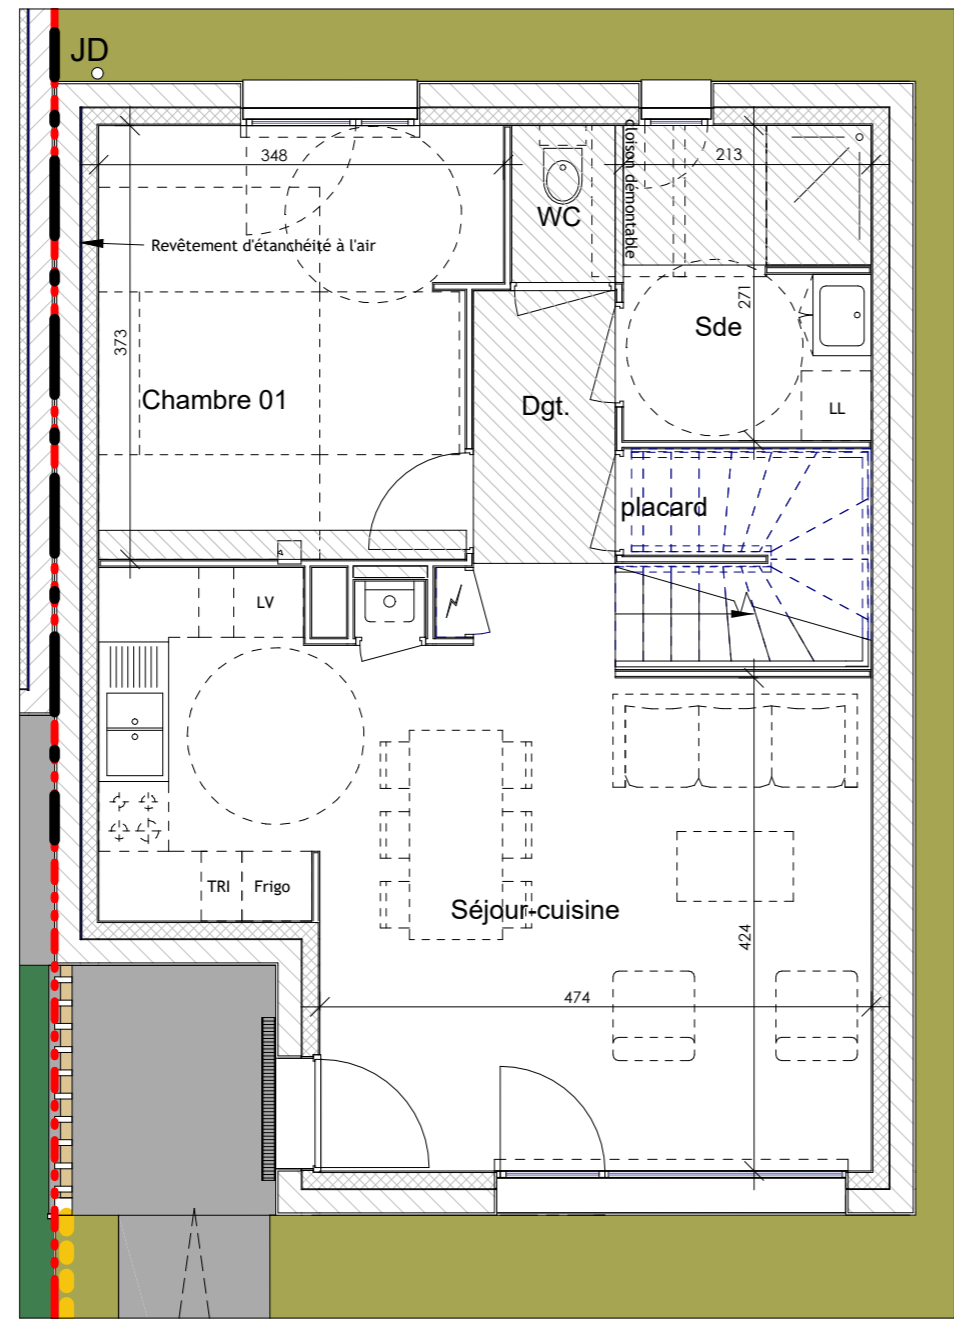 JD
348
213
cloison démontable
WC
Revêtement d'étanchéité à l'air
271
Sde
373
Chambre 01
Dgt.
LL
placard
LV
TRI
Frigo
Séjour-cuisine
424
474